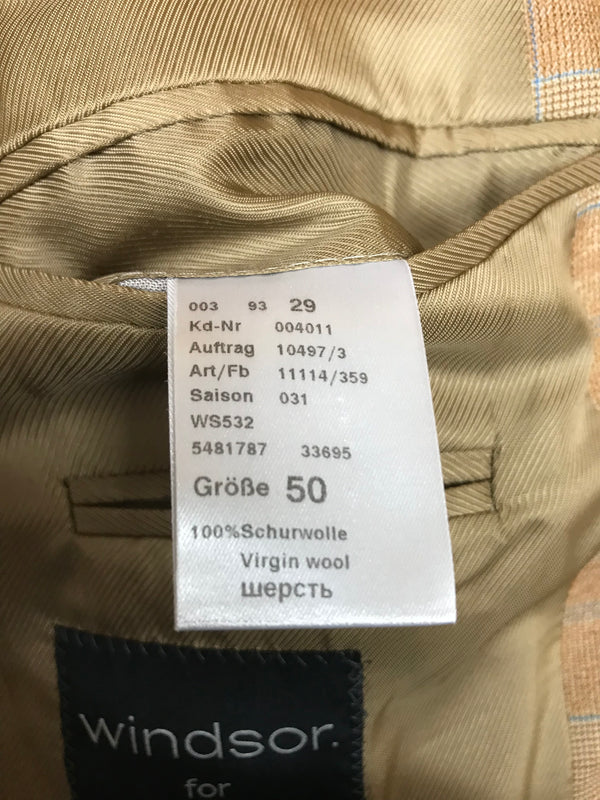 003 93 29
Kd-Nr 004011
Auftrag 10497/3
Art/Fb 11114/359
Saison 031
WS532
5481787 33695
Größe 50
100%Schurwolle
Virgin wool
шерсть
windsor.
for